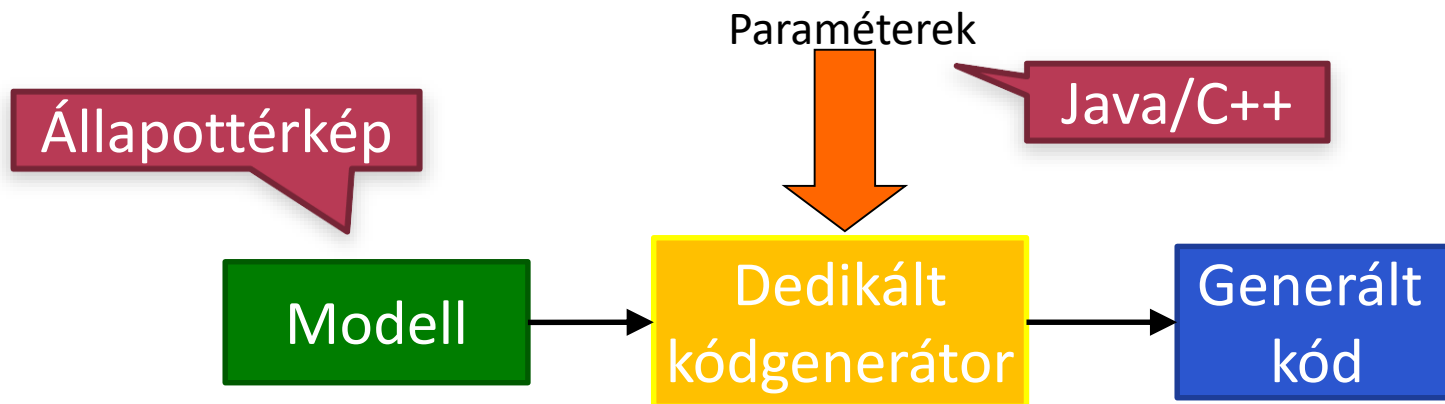 Paraméterek
Állapottérkép
Java/C++
Modell
Dedikált
kódgenerátor
Generált
kód